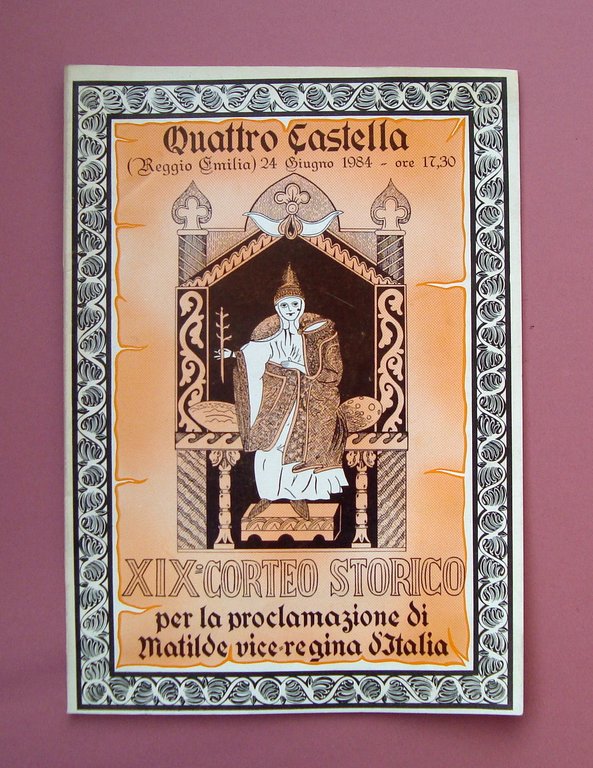 Quattro Castella
(Reggio Emilia) 24 Giugno 1984 - ore 17,30
XIXº CORTEO STORICO
per la proclamazione di
Matilde vice-regina d'Italia